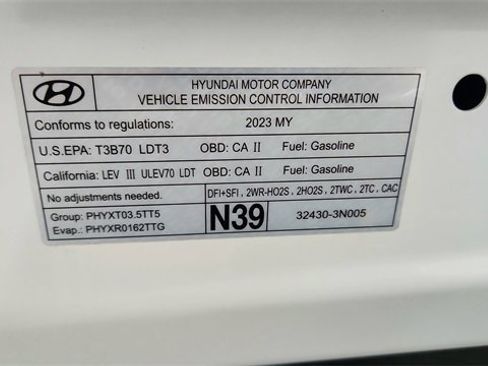 HYUNDAI MOTOR COMPANY
VEHICLE EMISSION CONTROL INFORMATION
Conforms to regulations: 2023 MY
U.S.EPA: T3B70 LDT3 OBD: CA II Fuel: Gasoline
California: LEV III ULEV70 LDT OBD: CA II Fuel: Gasoline
No adjustments needed. DFI+SFI, 2WR-HO2S, 2HO2S, 2TWC, 2TC, CAC
Group: PHYXT03.5TT5
Evap.: PHYXR0162TTG
N39 32430-3N005